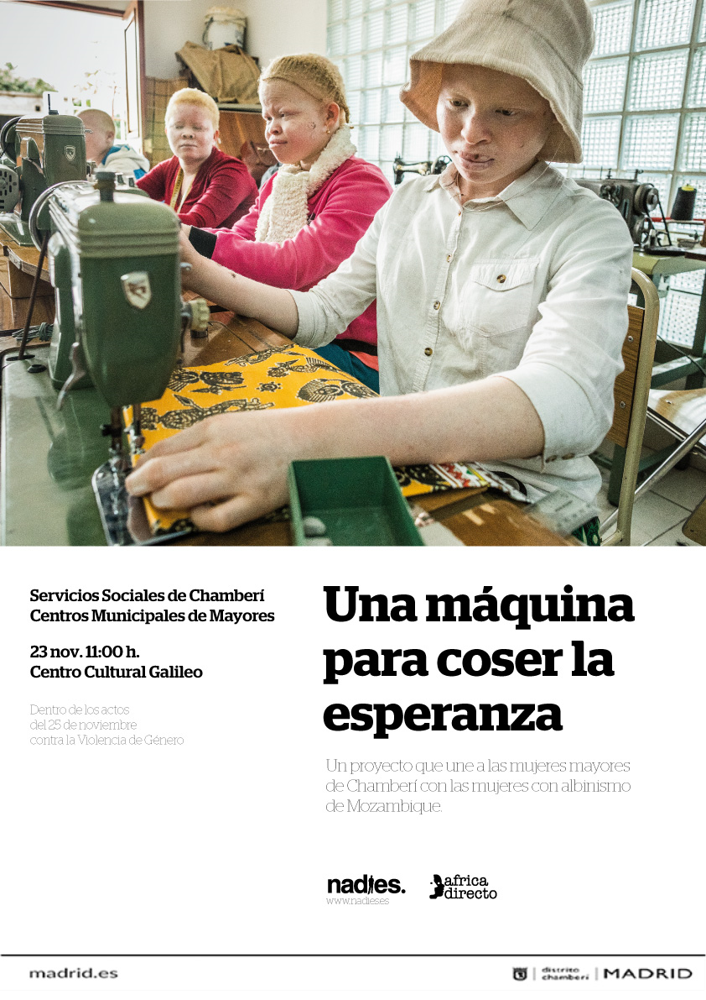 Servicios Sociales de Chamberí
Centros Municipales de Mayores
23 nov. 11:00 h.
Centro Cultural Galileo
Dentro de los actos
del 25 de noviembre
contra la Violencia de Género
Una máquina
para coser la
esperanza
Un proyecto que une a las mujeres mayores
de Chamberí con las mujeres con albinismo
de Mozambique.
nadies.
www.nadies.es
africa
directo
madrid.es
distrito
chamberí
MADRID